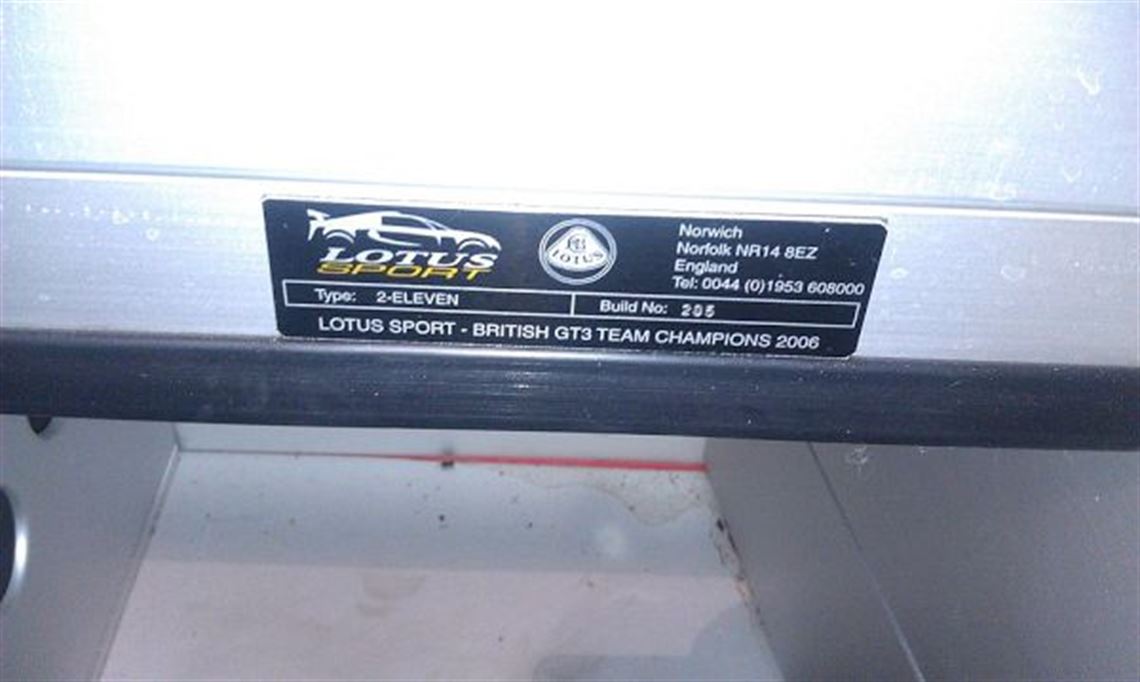 LOTUS
SPORT
LOTUS
Norwich
Norfolk NR14 8EZ
England
Tel: 0044 (0)1953 608000
Type: 2-ELEVEN
Build No: 205
LOTUS SPORT - BRITISH GT3 TEAM CHAMPIONS 2006